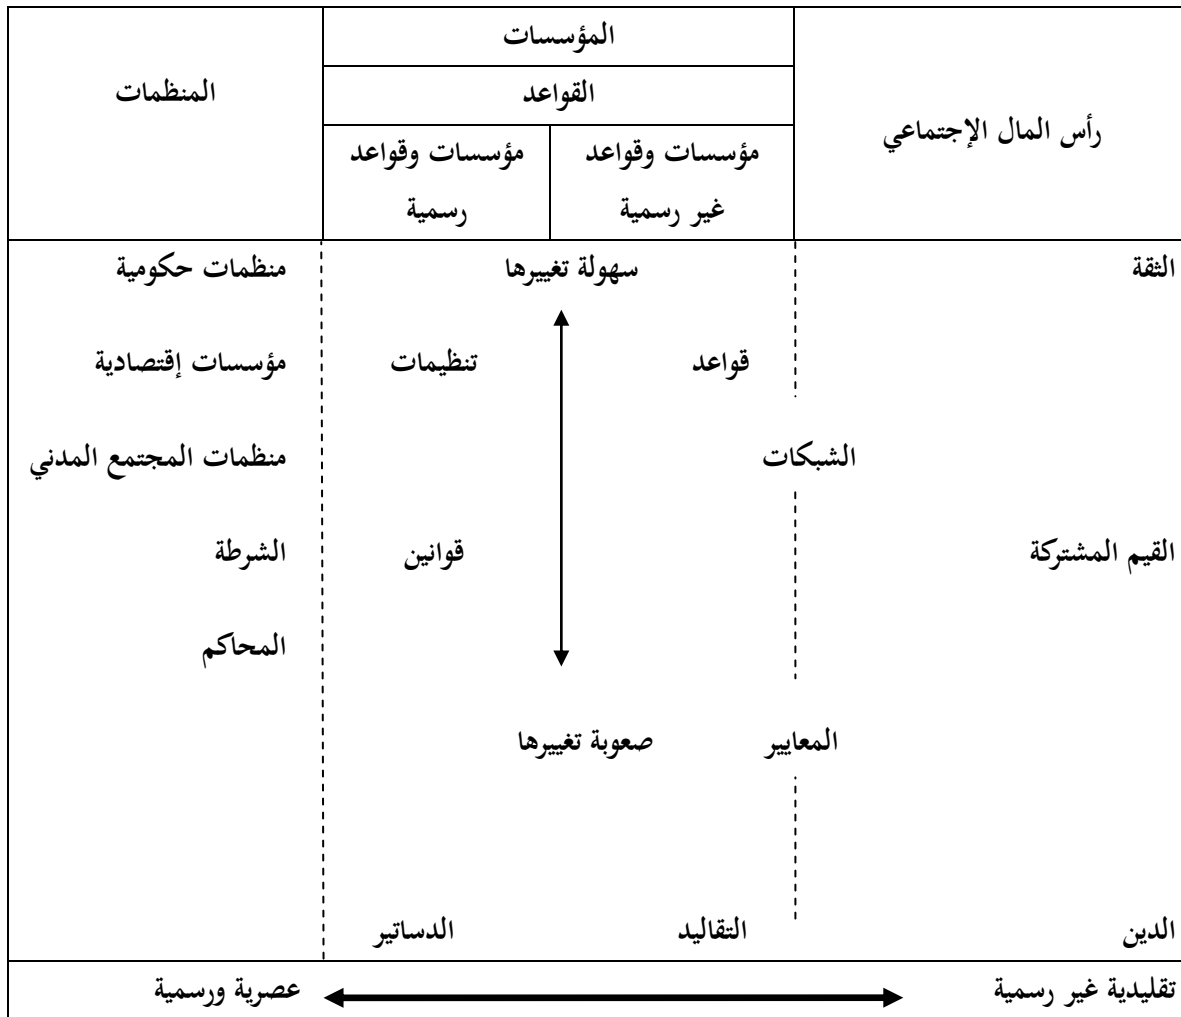 المؤسسات
رأس المال الإجتماعي
القواعد
المنظمات
مؤسسات وقواعد غير رسمية
مؤسسات وقواعد رسمية
الثقة
سهولة تغييرها
منظمات حكومية
قواعد
تنظيمات
مؤسسات إقتصادية
الشبكات
منظمات المجتمع المدني
القيم المشتركة
قوانين
الشرطة
المحاكم
المعايير
صعوبة تغييرها
الدين
التقاليد
الدساتير
تقليدية غير رسمية
عصرية ورسمية